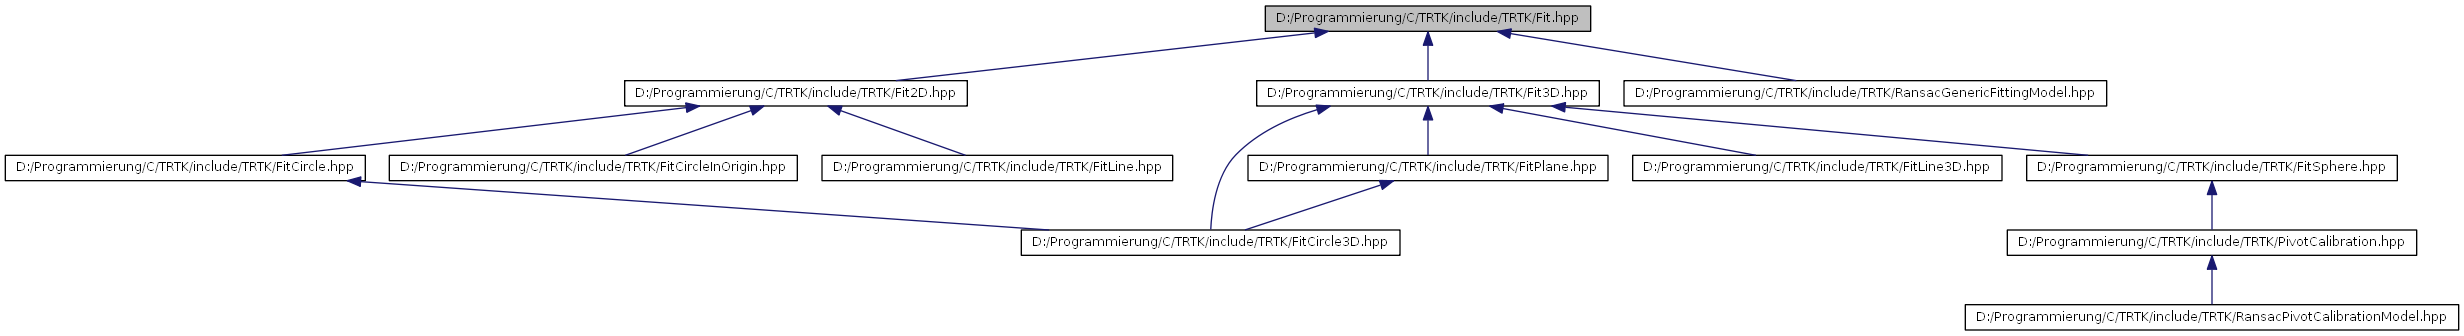 D:/Programmierung/C/TRTK/include/TRTK/Fit.hpp
D:/Programmierung/C/TRTK/include/TRTK/Fit2D.hpp
D:/Programmierung/C/TRTK/include/TRTK/Fit3D.hpp
D:/Programmierung/C/TRTK/include/TRTK/RansacGenericFittingModel.hpp
D:/Programmierung/C/TRTK/include/TRTK/FitCircle.hpp
D:/Programmierung/C/TRTK/include/TRTK/FitCircleInOrigin.hpp
D:/Programmierung/C/TRTK/include/TRTK/FitLine.hpp
D:/Programmierung/C/TRTK/include/TRTK/FitPlane.hpp
D:/Programmierung/C/TRTK/include/TRTK/FitLine3D.hpp
D:/Programmierung/C/TRTK/include/TRTK/FitSphere.hpp
D:/Programmierung/C/TRTK/include/TRTK/FitCircle3D.hpp
D:/Programmierung/C/TRTK/include/TRTK/PivotCalibration.hpp
D:/Programmierung/C/TRTK/include/TRTK/RansacPivotCalibrationModel.hpp